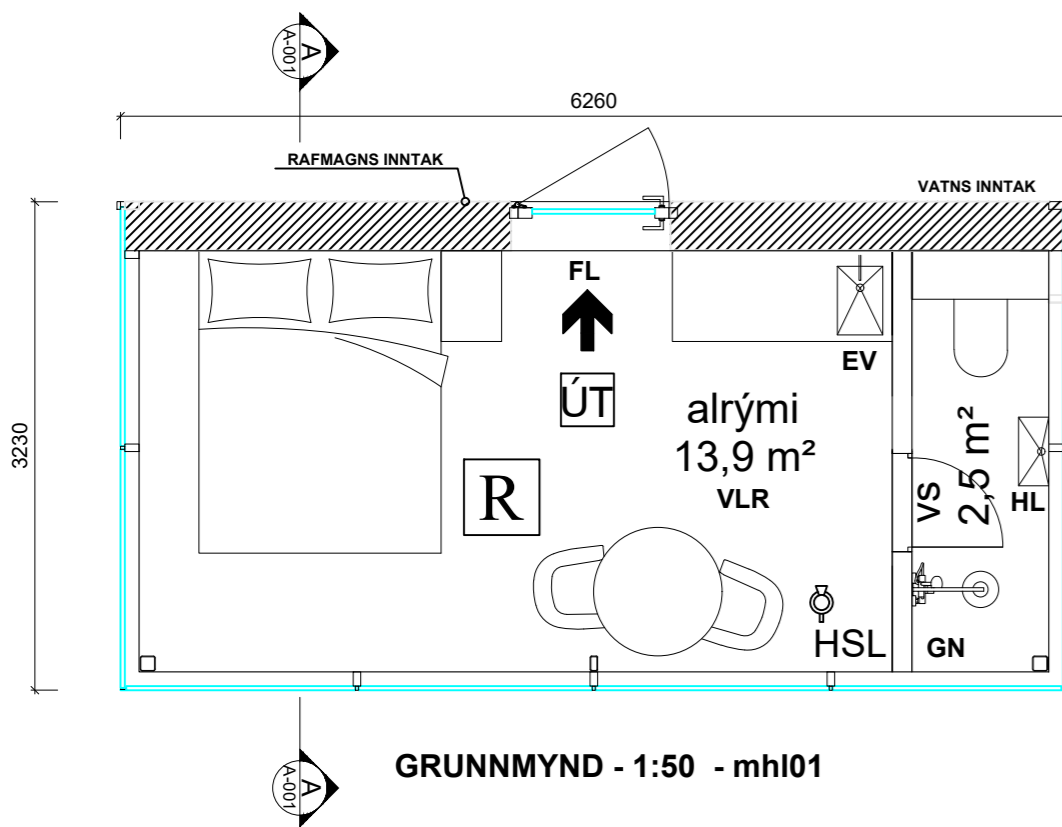 A
A-001
6260
RAFMAGNS INNTAK
VATNS INNTAK
3230
FL
ÚT
EV
alrými
13,9 m²
VLR
R
VS
2,5 m²
HL
HSL
GN
GRUNNMYND - 1:50 - mhl01
A
A-001